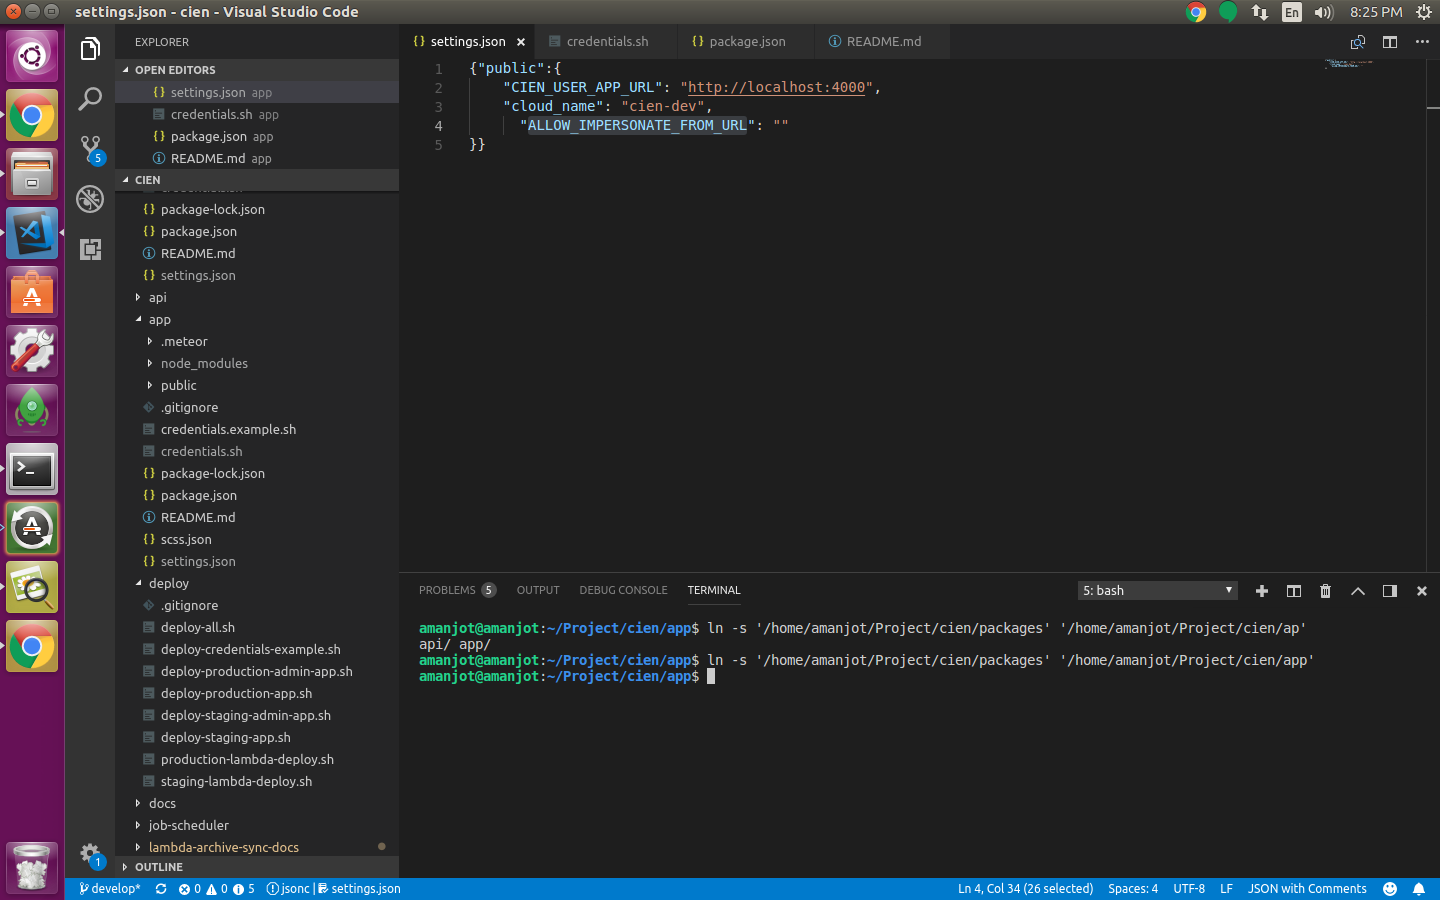 settings.json - cien - Visual Studio Code
En
8:25 PM
EXPLORER
OPEN EDITORS
settings.json app
credentials.sh app
package.json app
README.md app
CIEN
credentials.sh
package-lock.json
package.json
README.md
settings.json
api
app
.meteor
node_modules
public
.gitignore
credentials.example.sh
credentials.sh
package-lock.json
package.json
README.md
scss.json
settings.json
deploy
.gitignore
deploy-all.sh
deploy-credentials-example.sh
deploy-production-admin-app.sh
deploy-production-app.sh
deploy-staging-admin-app.sh
deploy-staging-app.sh
production-lambda-deploy.sh
staging-lambda-deploy.sh
docs
job-scheduler
lambda-archive-sync-docs
OUTLINE
5
1
settings.json credentials.sh package.json README.md
1 {"public":{
2 "CIEN_USER_APP_URL": "http://localhost:4000",
3 "cloud_name": "cien-dev",
4 "ALLOW_IMPERSONATE_FROM_URL": ""
5 }}
PROBLEMS 5 OUTPUT DEBUG CONSOLE TERMINAL 5: bash
amanjot@amanjot:~/Project/cien/app$ ln -s '/home/amanjot/Project/cien/packages' '/home/amanjot/Project/cien/ap'
api/ app/
amanjot@amanjot:~/Project/cien/app$ ln -s '/home/amanjot/Project/cien/packages' '/home/amanjot/Project/cien/app'
amanjot@amanjot:~/Project/cien/app$
develop* 0 0 5 jsonc | settings.json Ln 4, Col 34 (26 selected) Spaces: 4 UTF-8 LF JSON with Comments